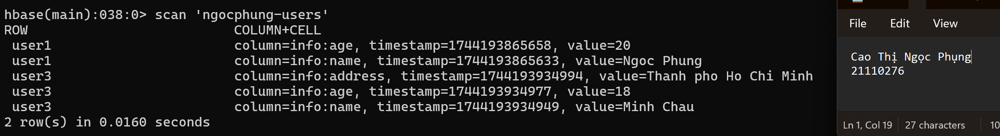 hbase(main):038:0> scan 'ngocphung-users'
ROW COLUMN+CELL
user1 column=info:age, timestamp=1744193865658, value=20
user1 column=info:name, timestamp=1744193865633, value=Ngoc Phung
user3 column=info:address, timestamp=1744193934994, value=Thanh pho Ho Chi Minh
user3 column=info:age, timestamp=1744193934977, value=18
user3 column=info:name, timestamp=1744193934949, value=Minh Chau
2 row(s) in 0.0160 seconds
File Edit View
Cao Thị Ngọc Phụng
21110276
Ln 1, Col 19 27 characters 10